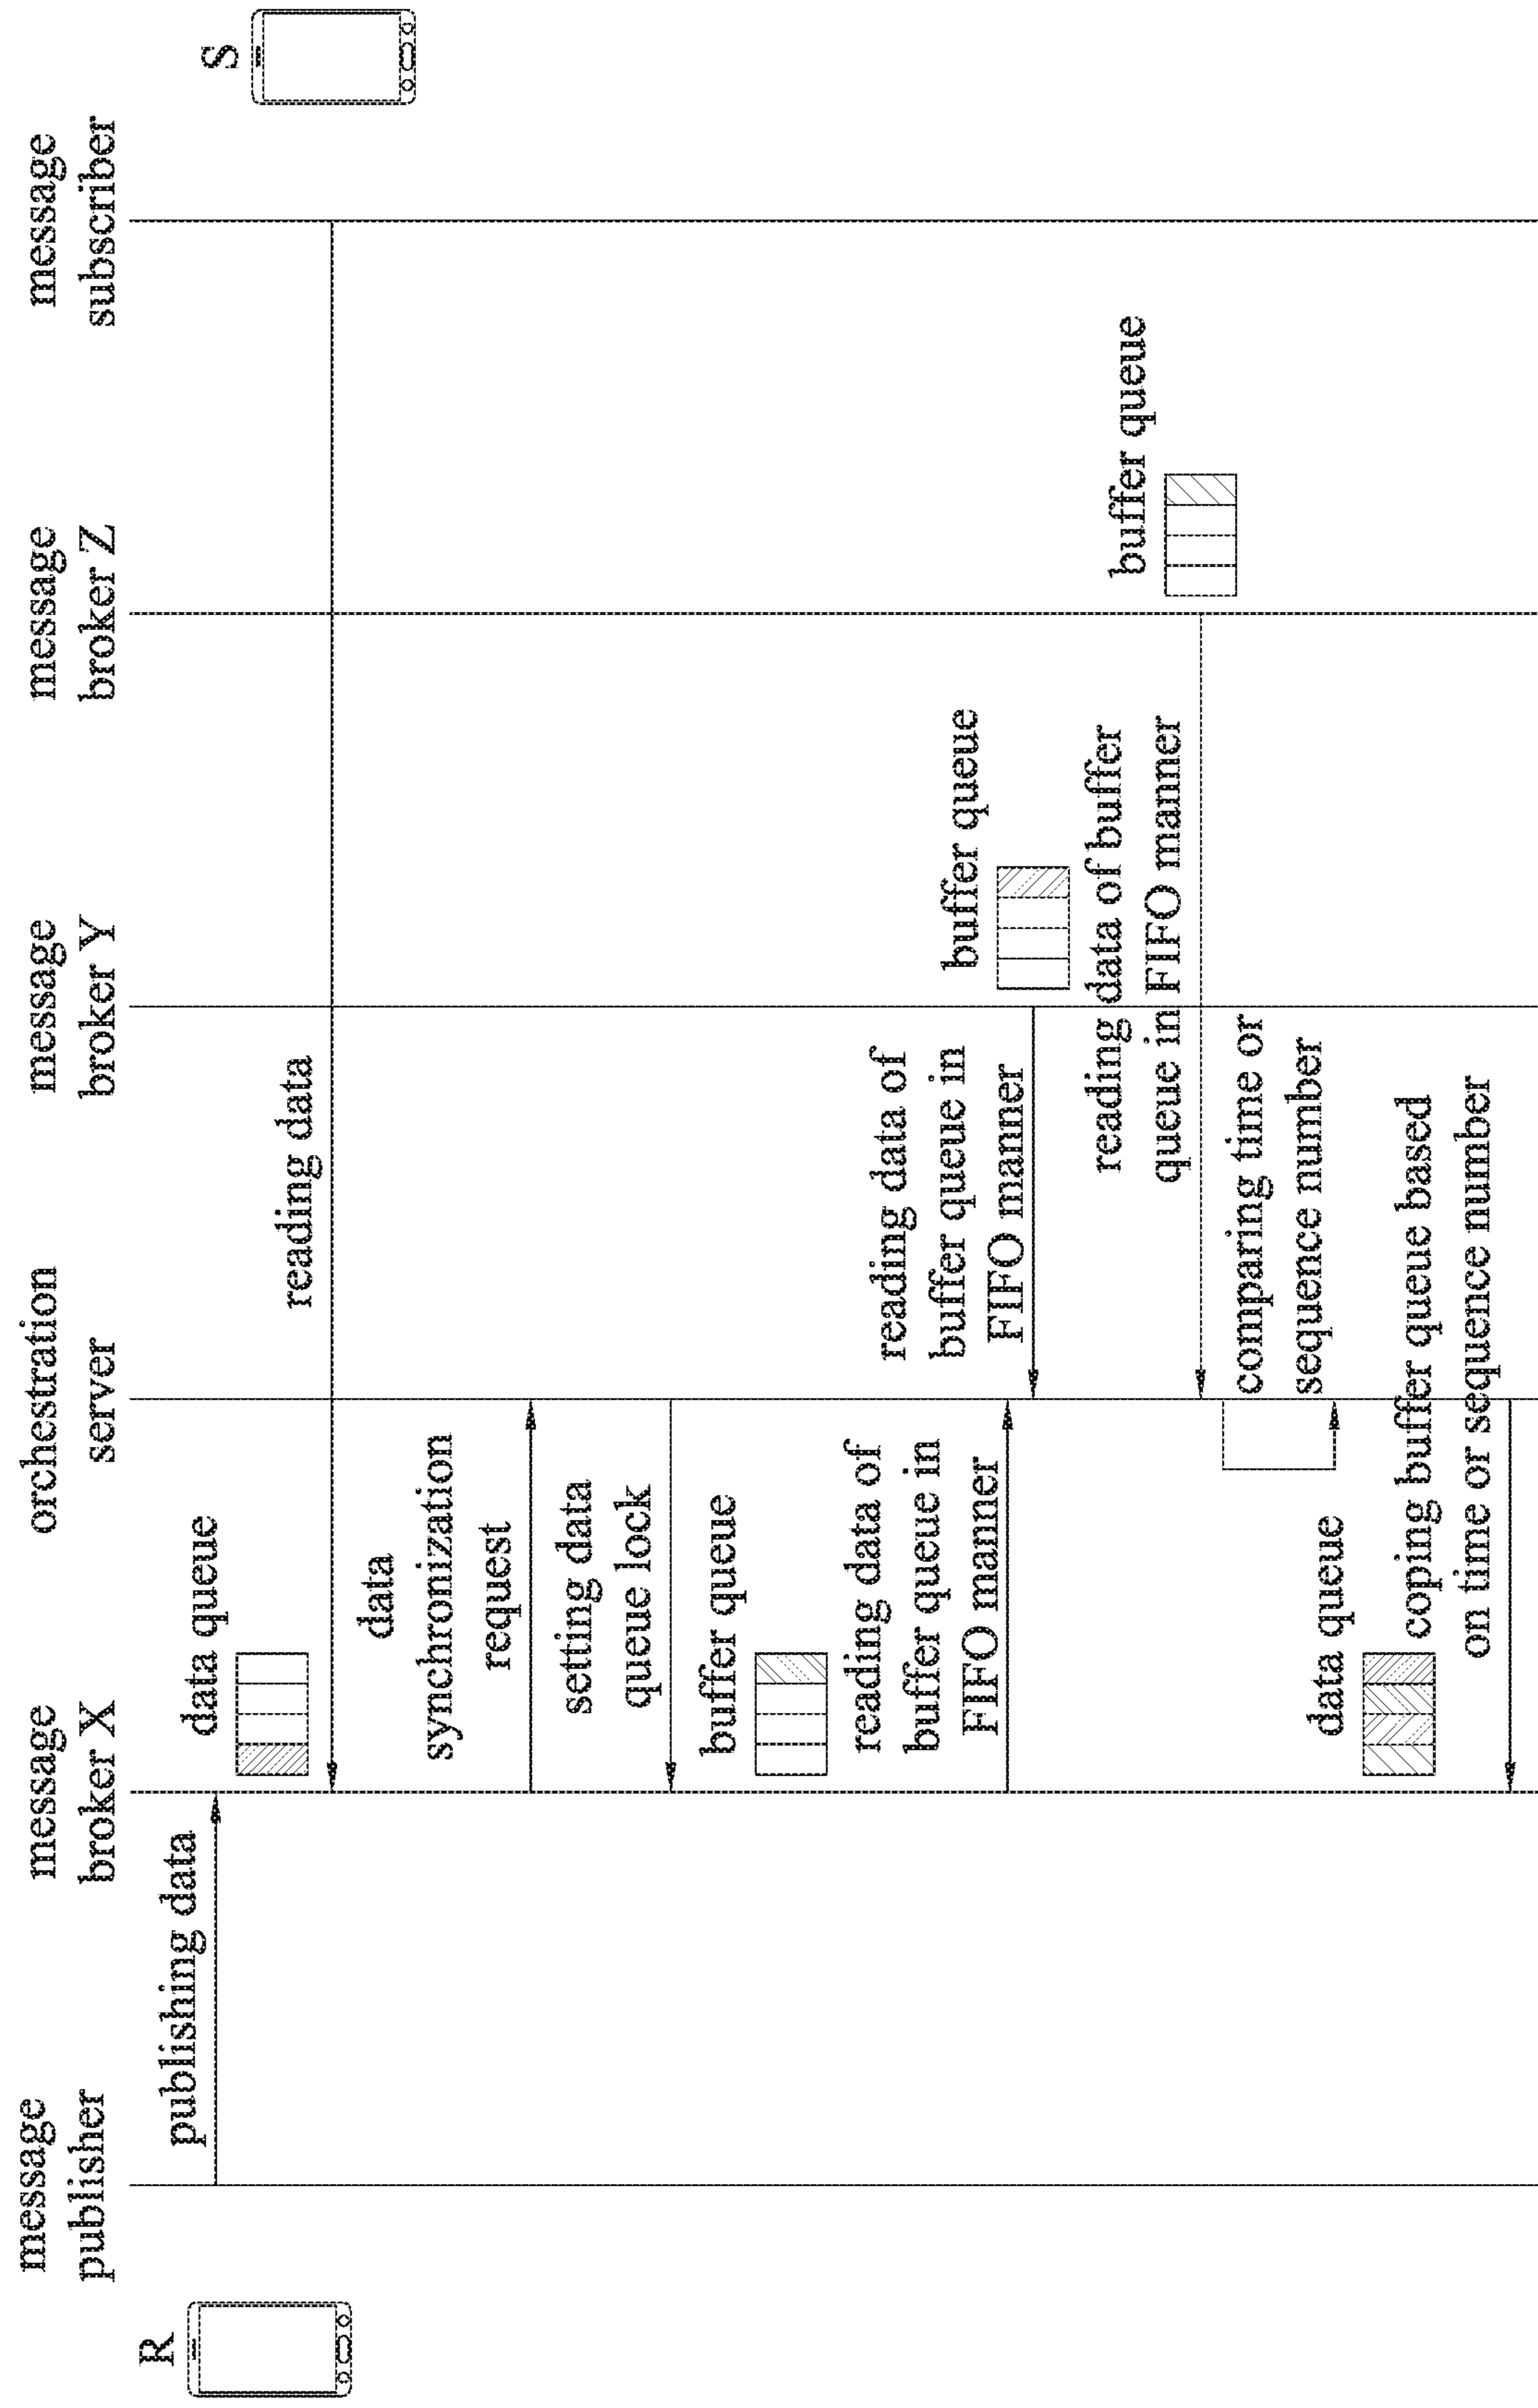 R
message
publisher
message
broker X
orchestration
server
message
broker Y
message
broker Z
message
subscriber
S
publishing data
data queue
reading data
data
synchronization
request
setting data
queue lock
buffer queue
reading data of
buffer queue in
FIFO manner
buffer queue
reading data of
buffer queue in
FIFO manner
buffer queue
reading data of buffer
queue in FIFO manner
comparing time or
sequence number
data queue
coping buffer queue based
on time or sequence number